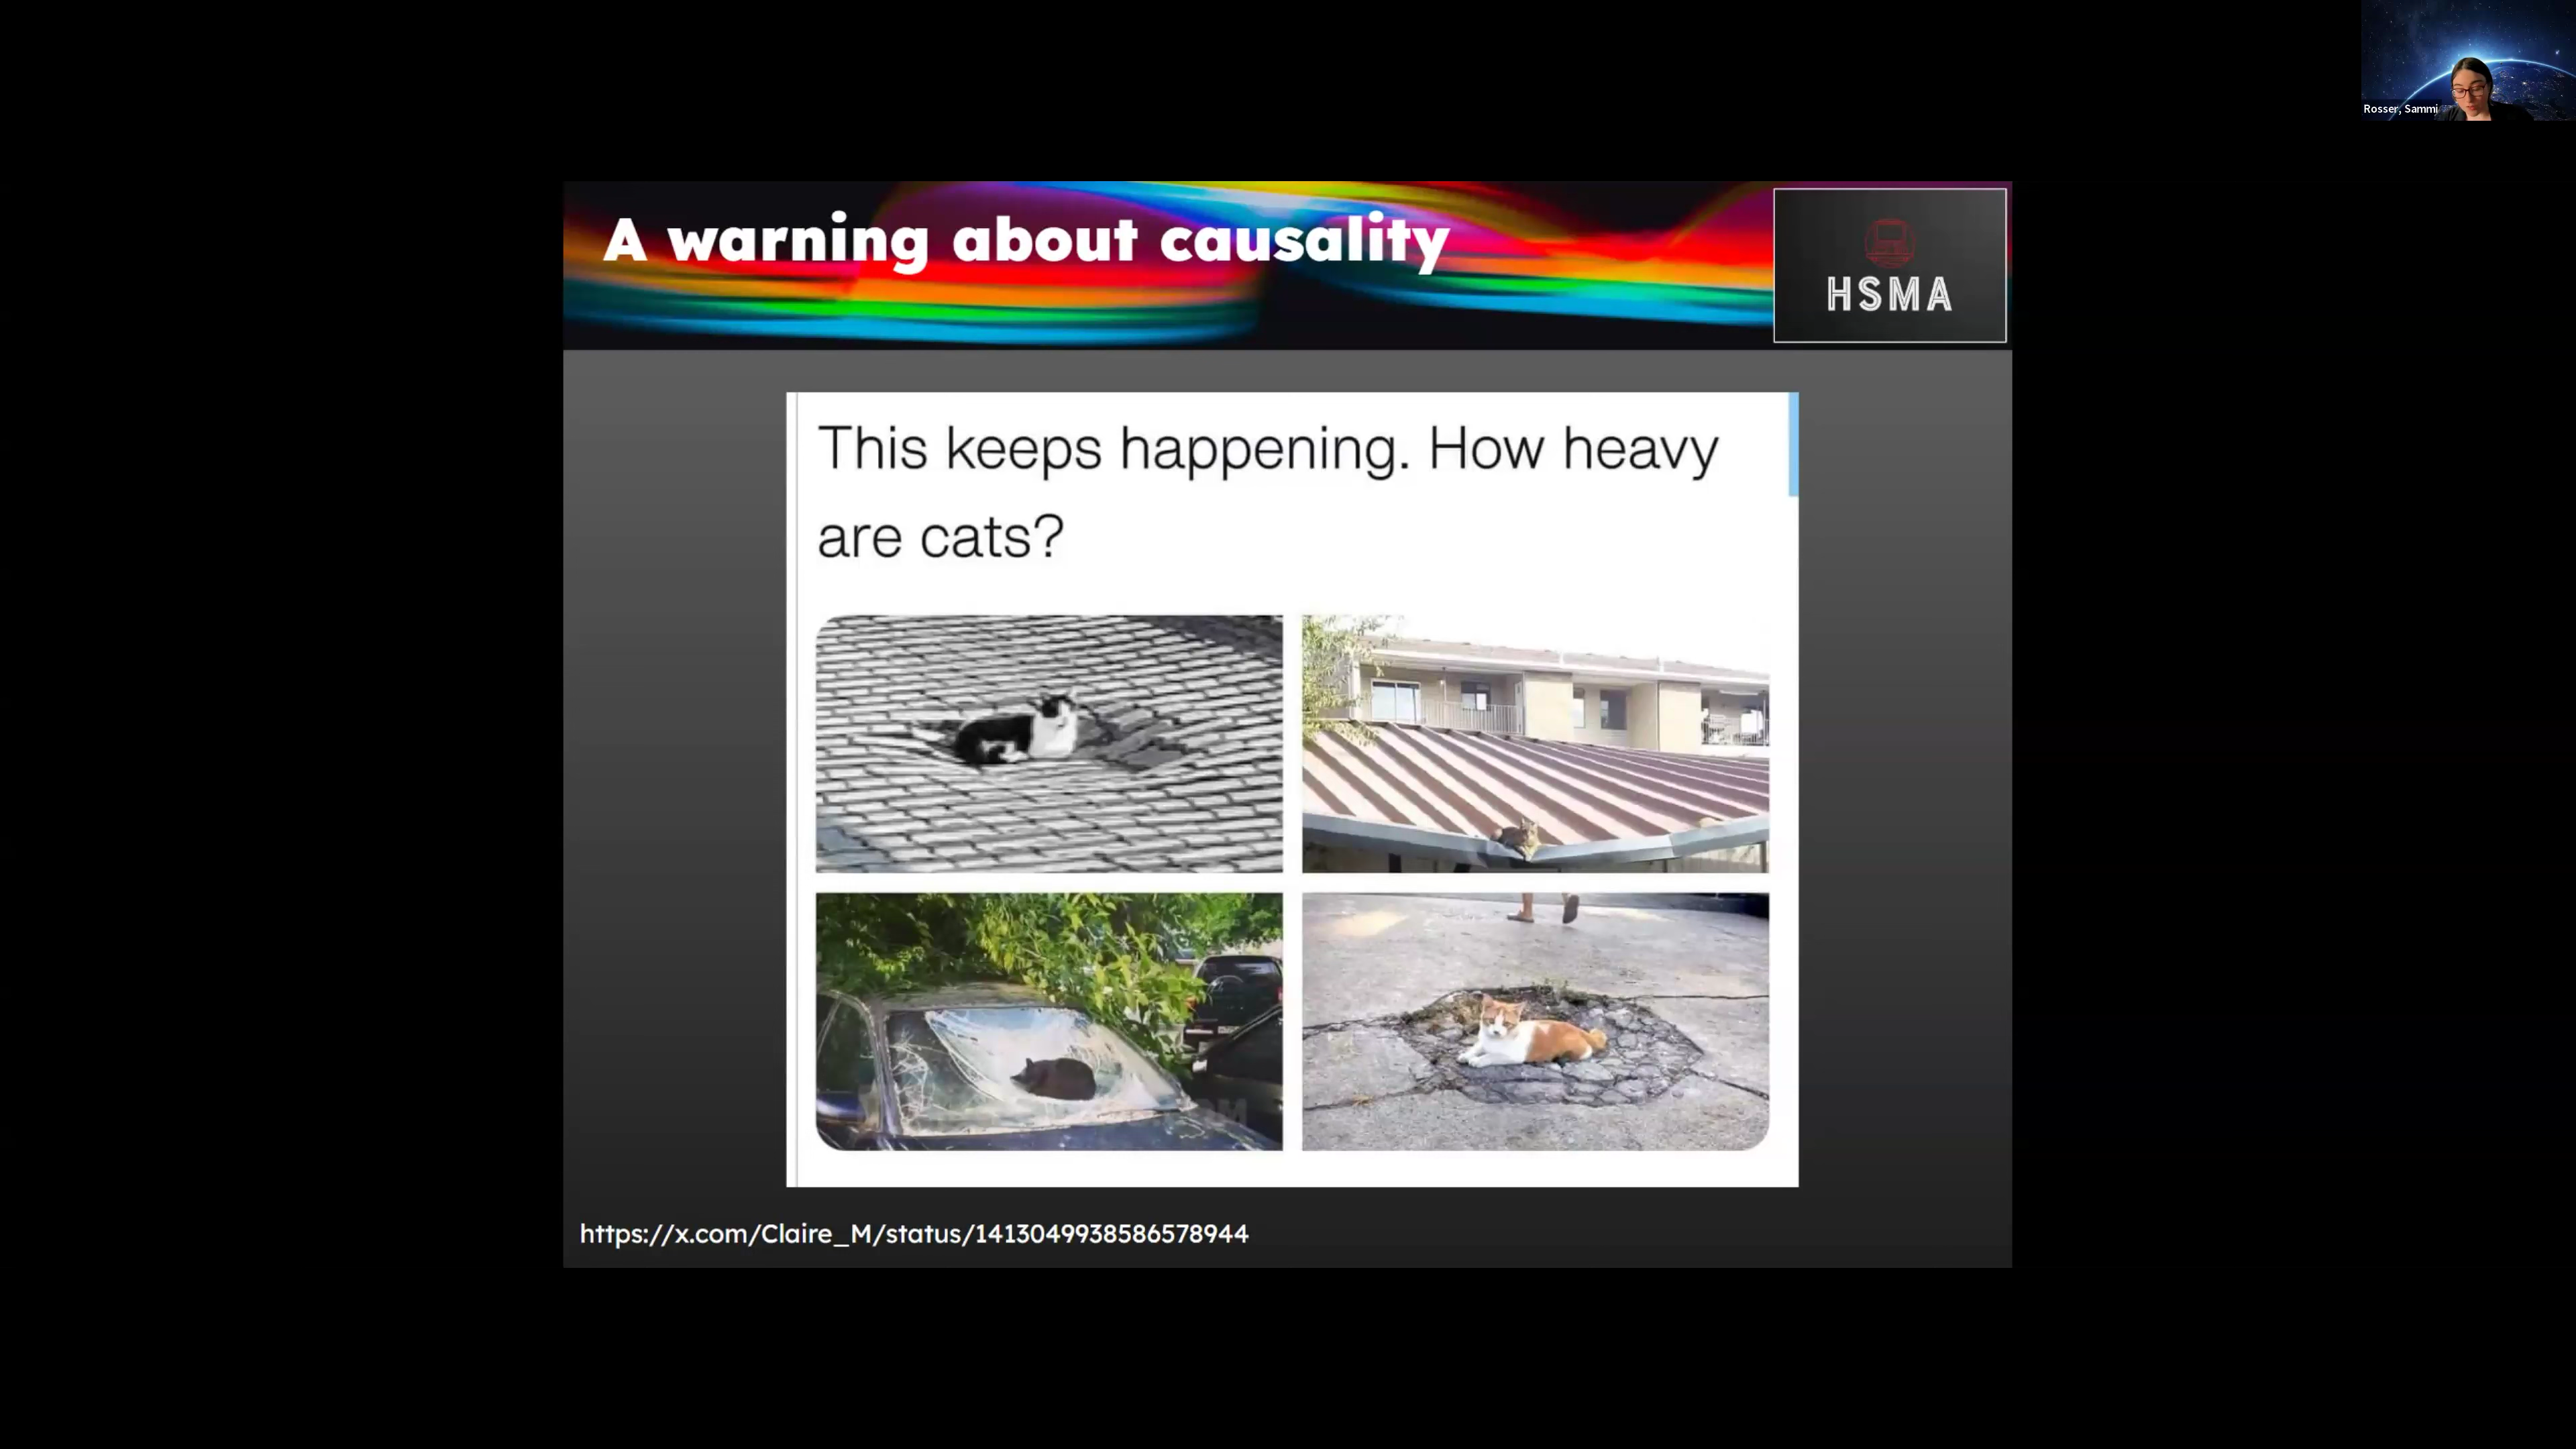 Rosser, Sammi
A warning about causality
HSMA
This keeps happening. How heavy
are cats?
https://x.com/Claire_M/status/1413049938586578944